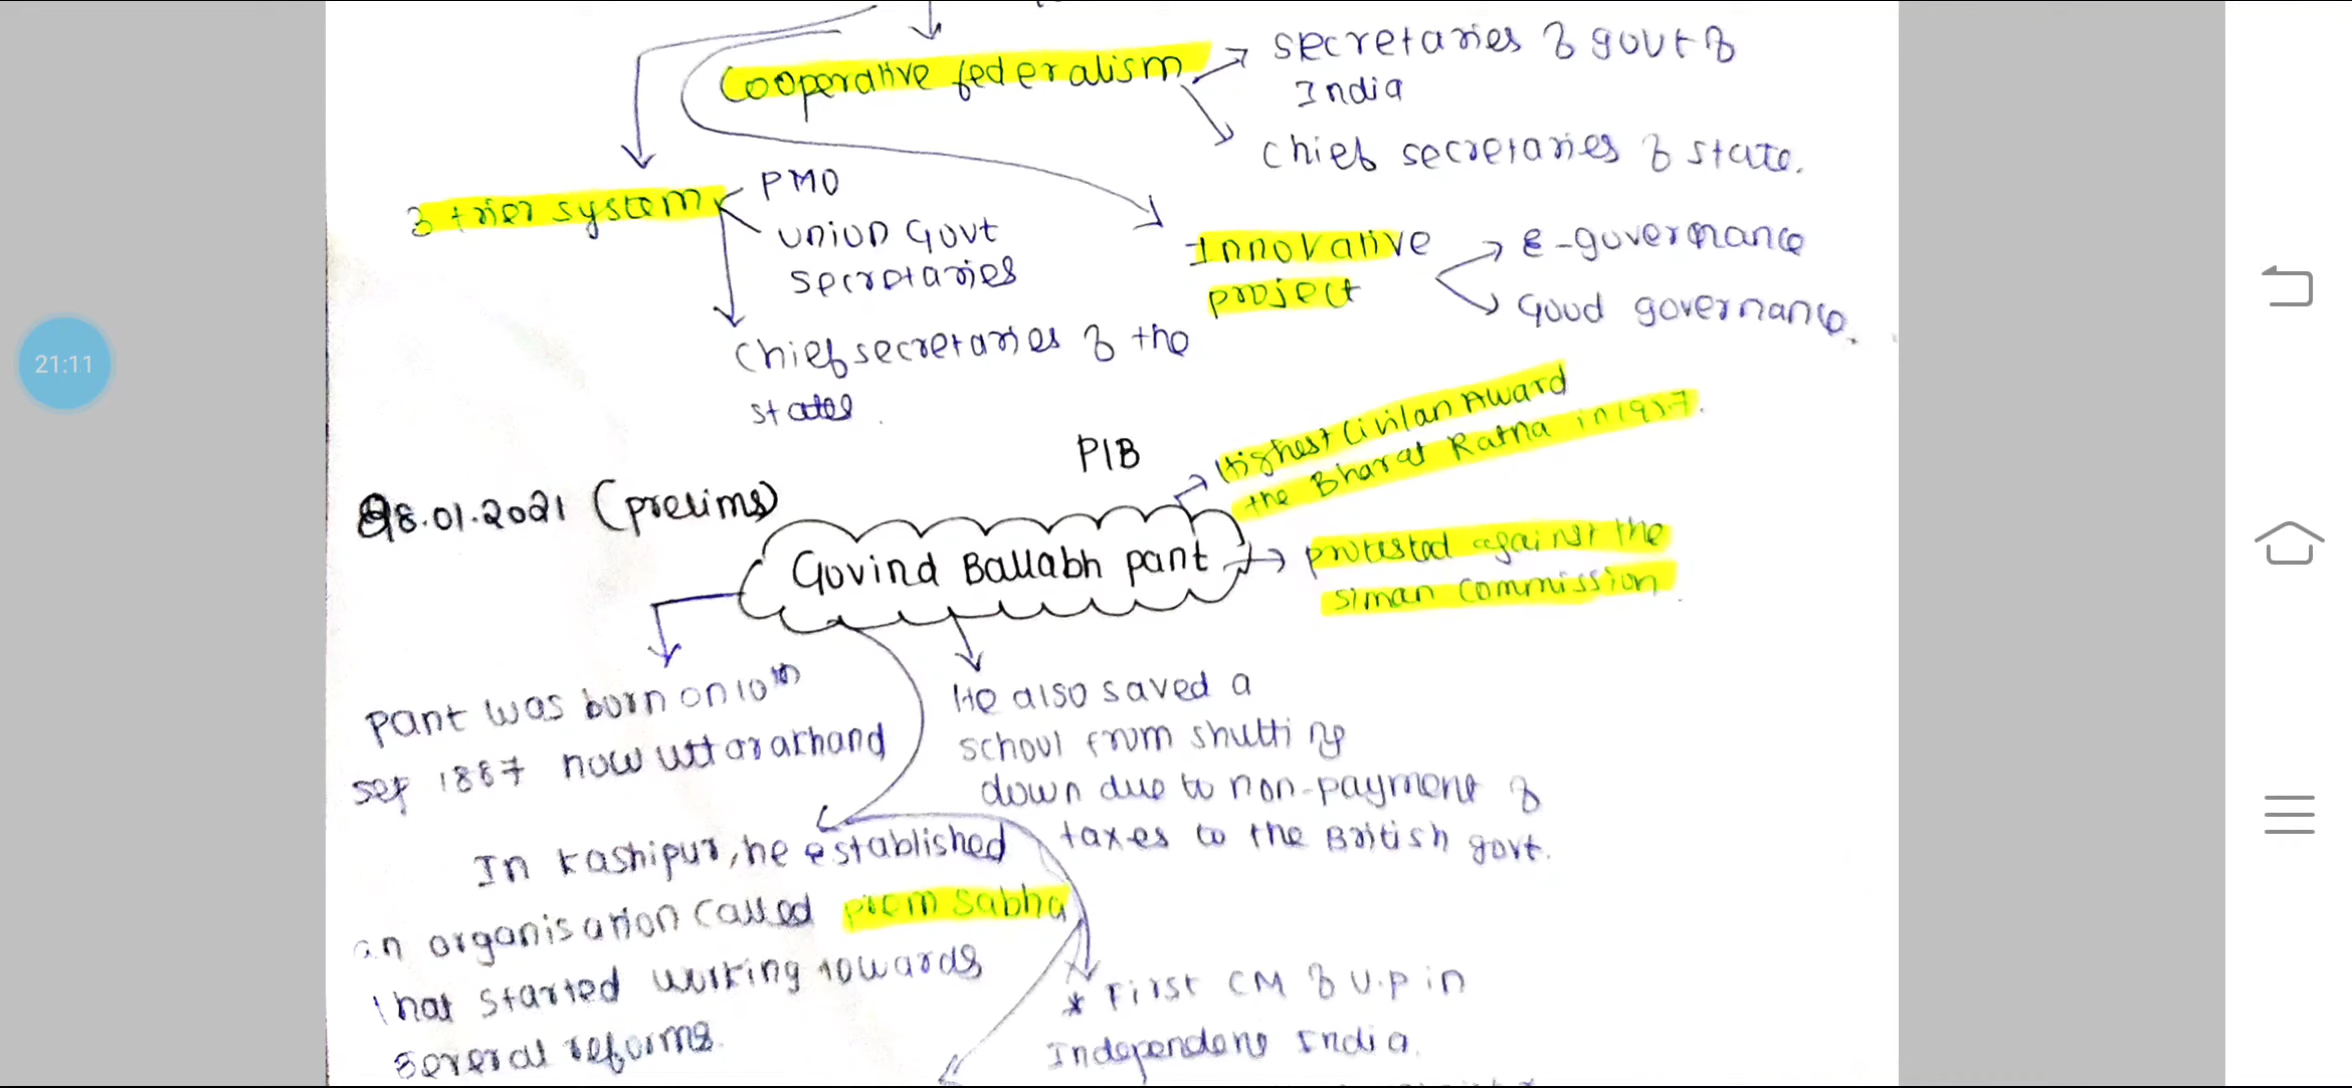 Cooperative federalism
secretaries of govt of
India
chief secretaries of state.
3 trier system
PMO
union Govt
secretaries
chief secretaries of the
states.
Innovative
project
E-governance
Good governance.
21:11
PIB
Highest Civilan Award
the Bharat Ratna in 1957.
28.01.2021 (prelims)
Govind Ballabh pant
protested against the
siman commission.
pant was born on 10th
sep 1887 now uttarakhand
He also saved a
school from shutting
down due to non-payment of
taxes to the British govt.
In Kashipur, he established
an organisation called prem sabha
that started working towards
several reforms.
* First CM of U.P in
Independent India.